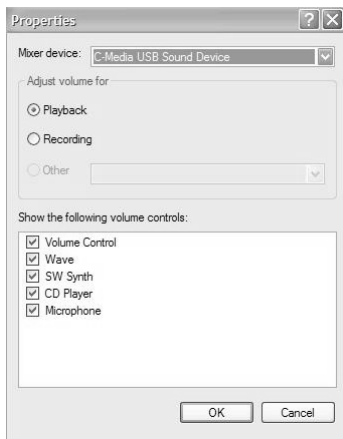 Properties
Mixer device: C-Media USB Sound Device
Adjust volume for
Playback
Recording
Other
Show the following volume controls:
Volume Control
Wave
SW Synth
CD Player
Microphone
OK Cancel